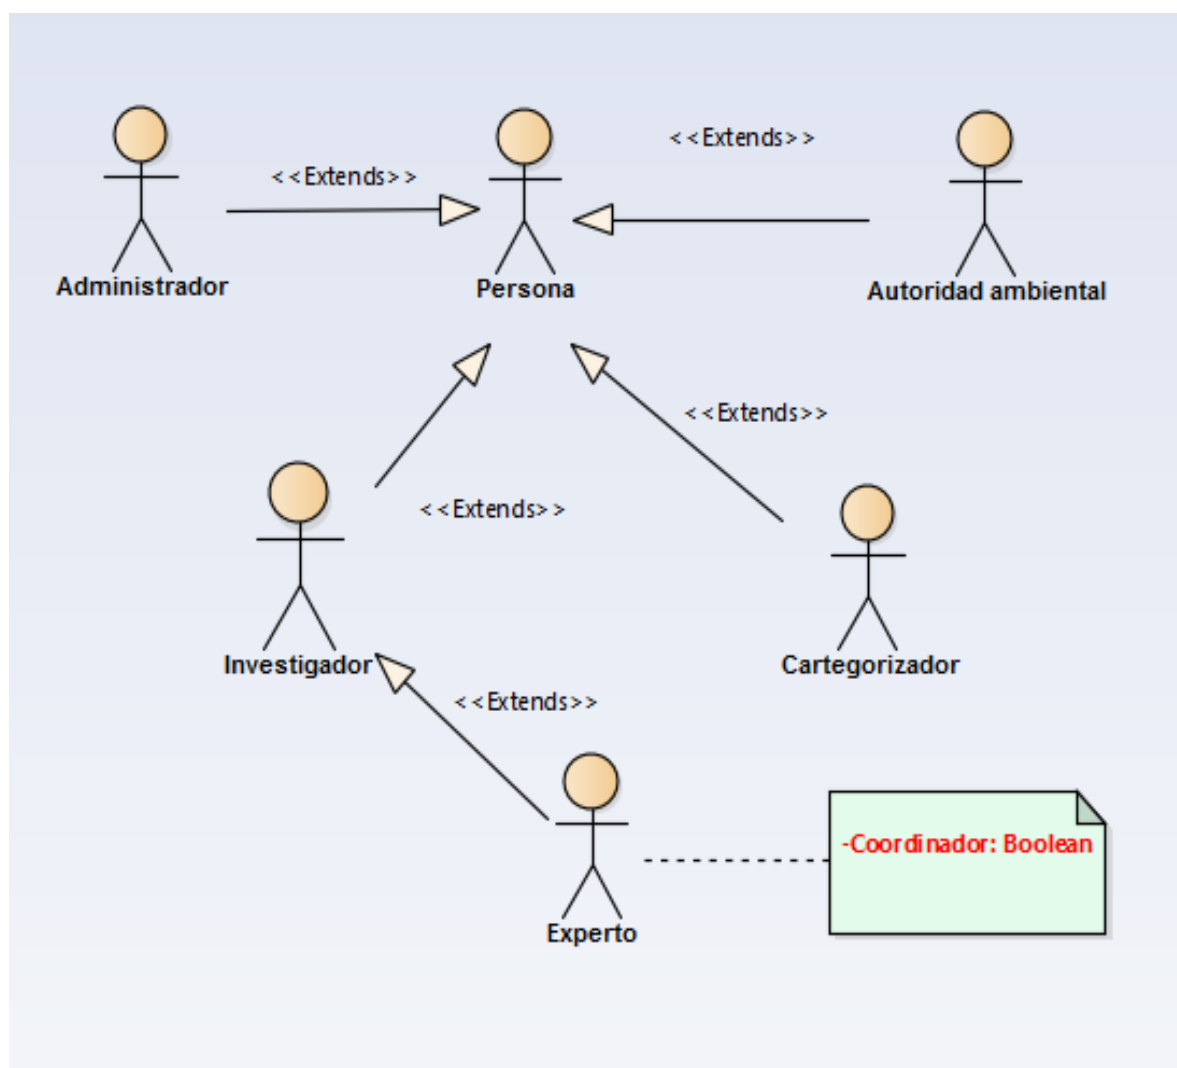 <<Extends>>
<<Extends>>
Administrador
Persona
Autoridad ambiental
<<Extends>>
<<Extends>>
Investigador
Cartegorizador
<<Extends>>
-Coordinador: Boolean
Experto